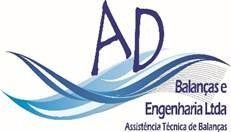 AD
Balanças e
Engenharia Ltda
Assistência Técnica de Balanças